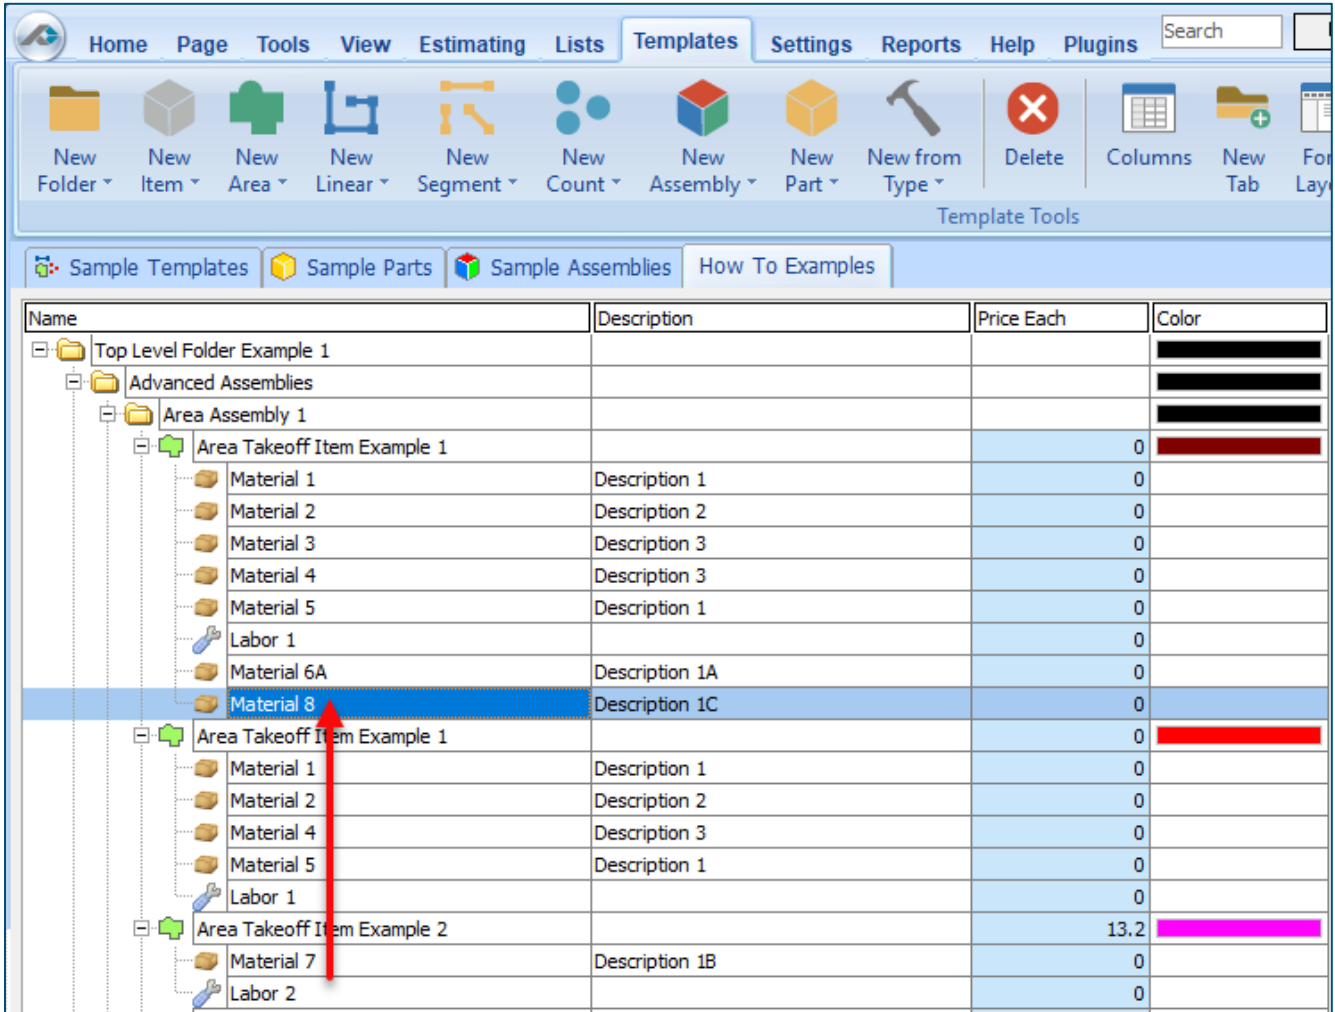 Home Page Tools View Estimating Lists Templates Settings Reports Help Plugins Search
New Folder
New Item
New Area
New Linear
New Segment
New Count
New Assembly
New Part
New from Type
Delete
Columns
New Tab
Template Tools
Sample Templates Sample Parts Sample Assemblies How To Examples
Name Description Price Each Color
Top Level Folder Example 1
Advanced Assemblies
Area Assembly 1
Area Takeoff Item Example 1 0
Material 1 Description 1 0
Material 2 Description 2 0
Material 3 Description 3 0
Material 4 Description 3 0
Material 5 Description 1 0
Labor 1 0
Material 6A Description 1A 0
Material 8 Description 1C 0
Area Takeoff Item Example 1 0
Material 1 Description 1 0
Material 2 Description 2 0
Material 4 Description 3 0
Material 5 Description 1 0
Labor 1 0
Area Takeoff Item Example 2 13.2
Material 7 Description 1B 0
Labor 2 0